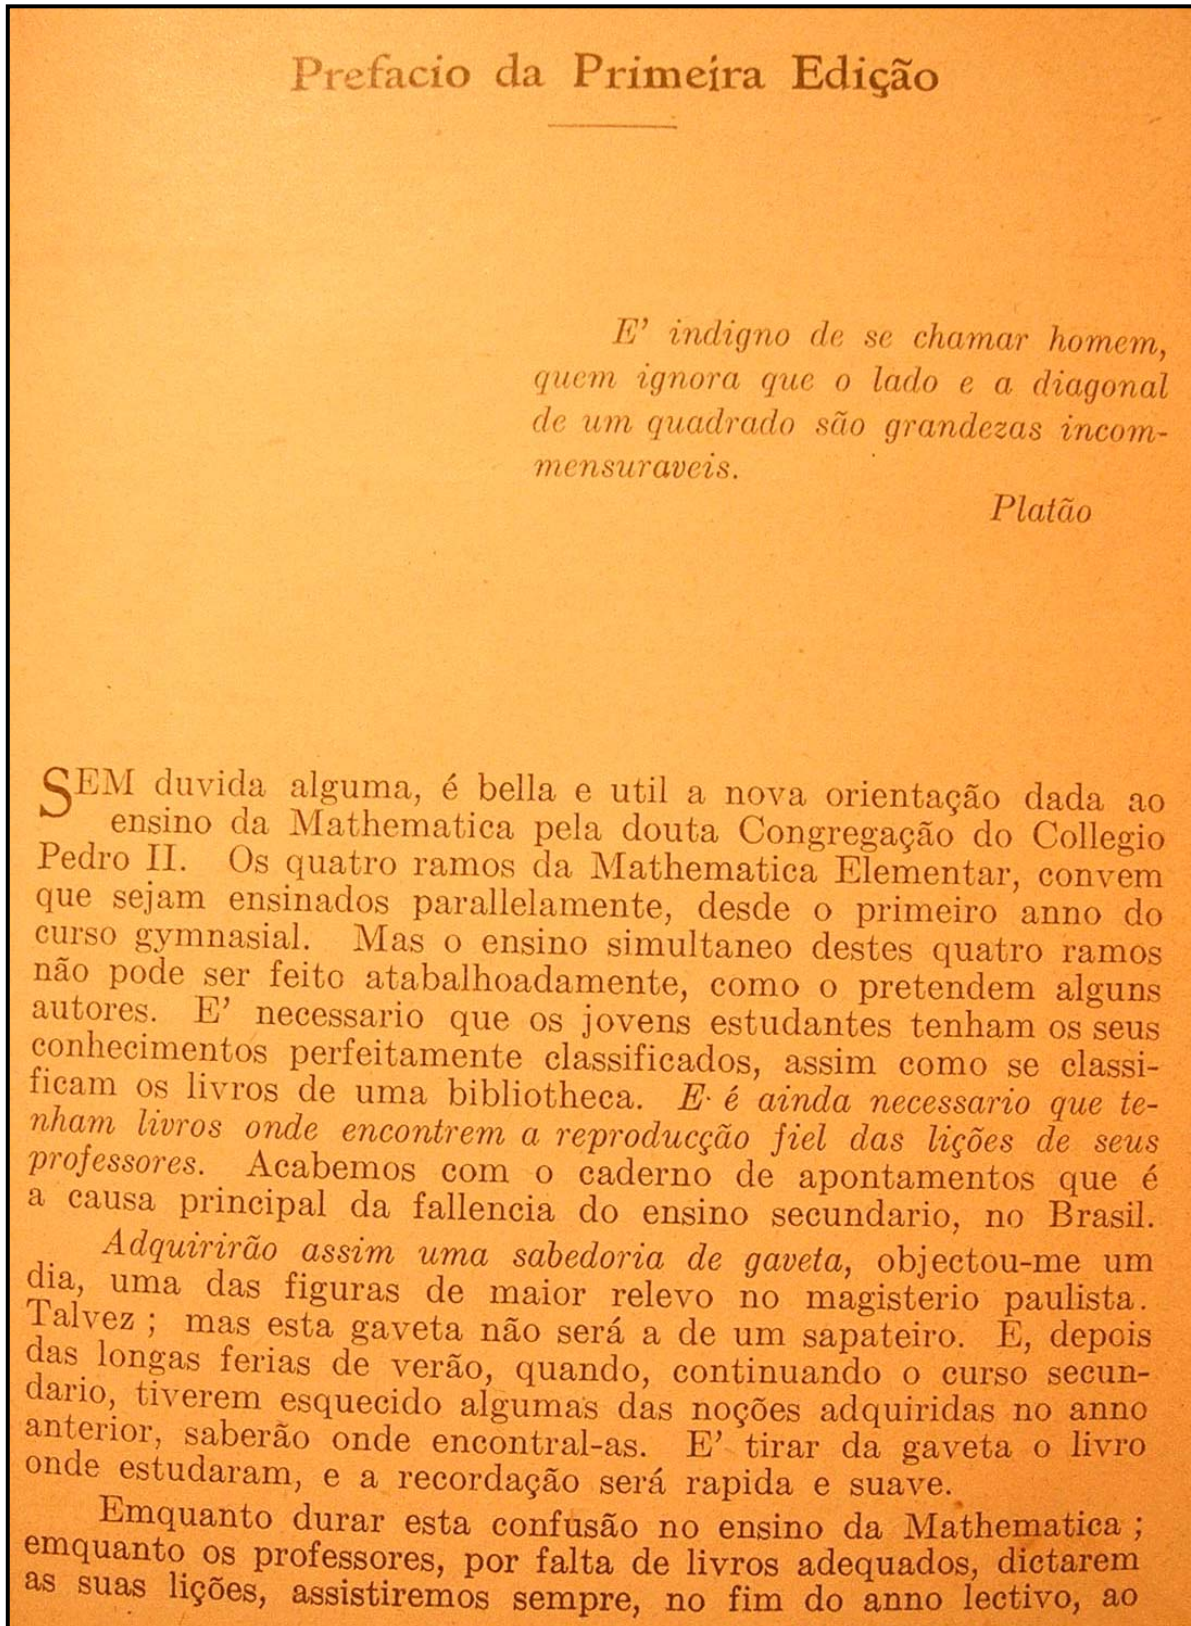 Prefacio da Primeira Edição
E' indigno de se chamar homem,
quem ignora que o lado e a diagonal
de um quadrado são grandezas incom-
mensuraveis.
Platão
SEM duvida alguma, é bella e util a nova orientação dada ao
ensino da Mathematica pela douta Congregação do Collegio
Pedro II. Os quatro ramos da Mathematica Elementar, convem
que sejam ensinados parallelamente, desde o primeiro anno do
curso gymnasial. Mas o ensino simultaneo destes quatro ramos
não pode ser feito atabalhoadamente, como o pretendem alguns
autores. E' necessario que os jovens estudantes tenham os seus
conhecimentos perfeitamente classificados, assim como se classi-
ficam os livros de uma bibliotheca. E· é ainda necessario que te-
nham livros onde encontrem a reproducção fiel das lições de seus
professores. Acabemos com o caderno de apontamentos que é
a causa principal da fallencia do ensino secundario, no Brasil.
Adquirirão assim uma sabedoria de gaveta, objectou-me um
dia, uma das figuras de maior relevo no magisterio paulista.
Talvez ; mas esta gaveta não será a de um sapateiro. E, depois
das longas ferias de verão, quando, continuando o curso secun-
dario, tiverem esquecido algumas das noções adquiridas no anno
anterior, saberão onde encontral-as. E' tirar da gaveta o livro
onde estudaram, e a recordação será rapida e suave.
Emquanto durar esta confusão no ensino da Mathematica ;
emquanto os professores, por falta de livros adequados, dictarem
as suas lições, assistiremos sempre, no fim do anno lectivo, ao